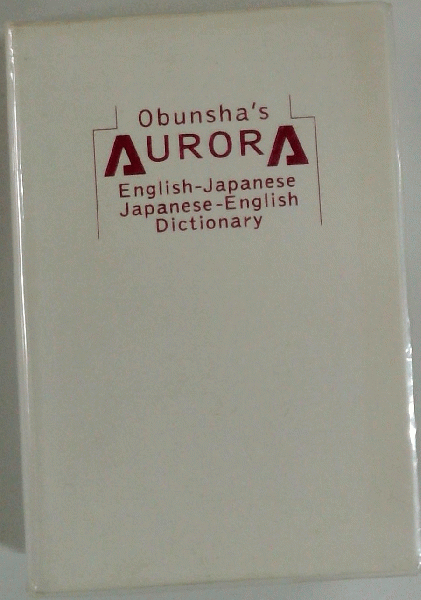 Obunsha's
AURORA
English-Japanese
Japanese-English
Dictionary